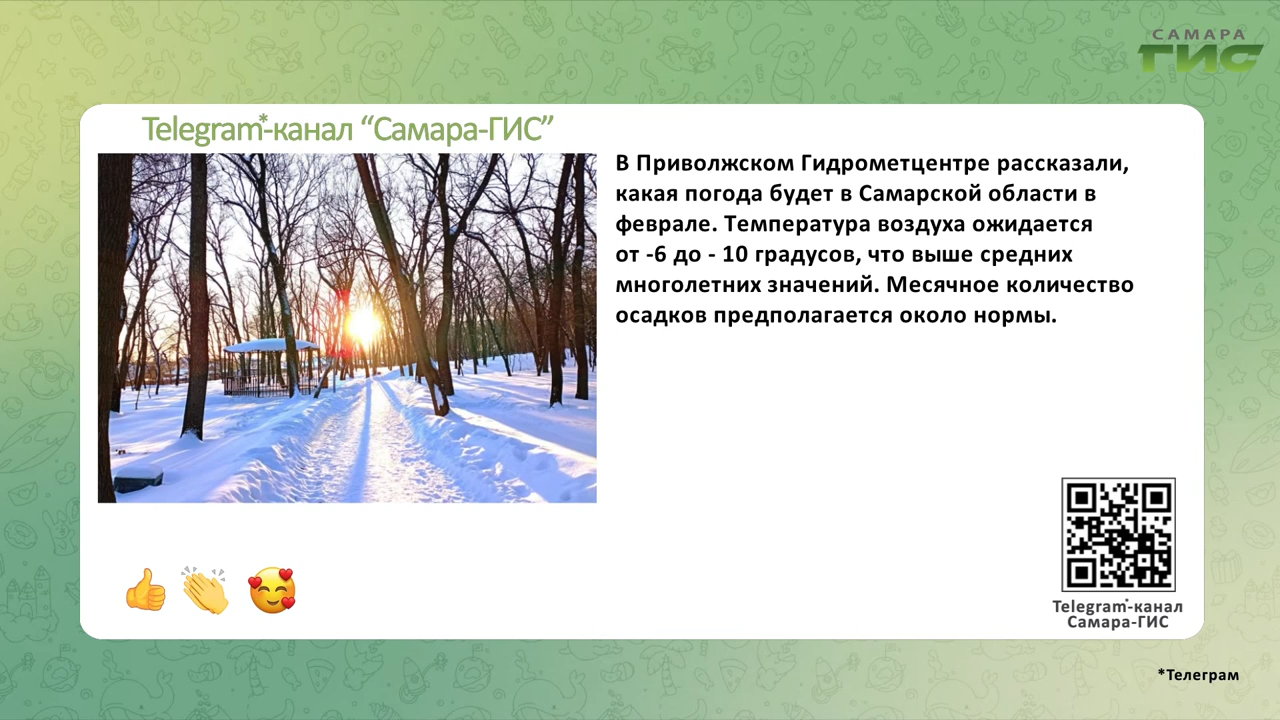 САМАРА
ГИС
Telegram*-канал “Самара-ГИС”
В Приволжском Гидрометцентре рассказали,
какая погода будет в Самарской области в
феврале. Температура воздуха ожидается
от -6 до - 10 градусов, что выше средних
многолетних значений. Месячное количество
осадков предполагается около нормы.
Telegram*-канал
Самара-ГИС
*Телеграм